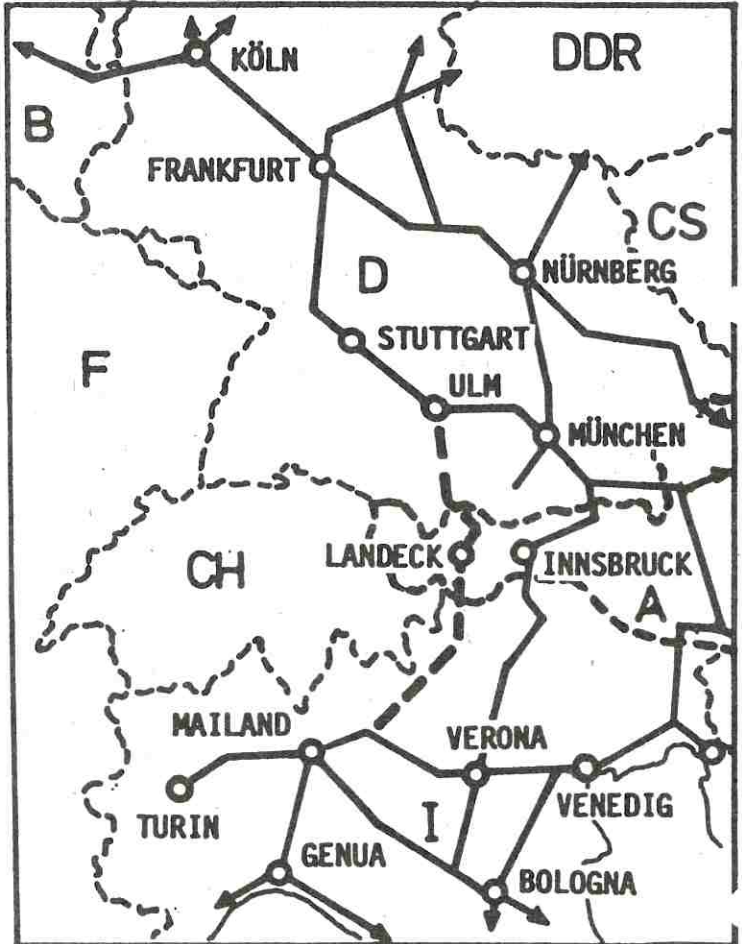 KÖLN
DDR
B
FRANKFURT
CS
D
NÜRNBERG
STUTTGART
F
ULM
MÜNCHEN
LANDECK
INNSBRUCK
CH
A
MAILAND
VERONA
VENEDIG
TURIN
I
GENUA
BOLOGNA